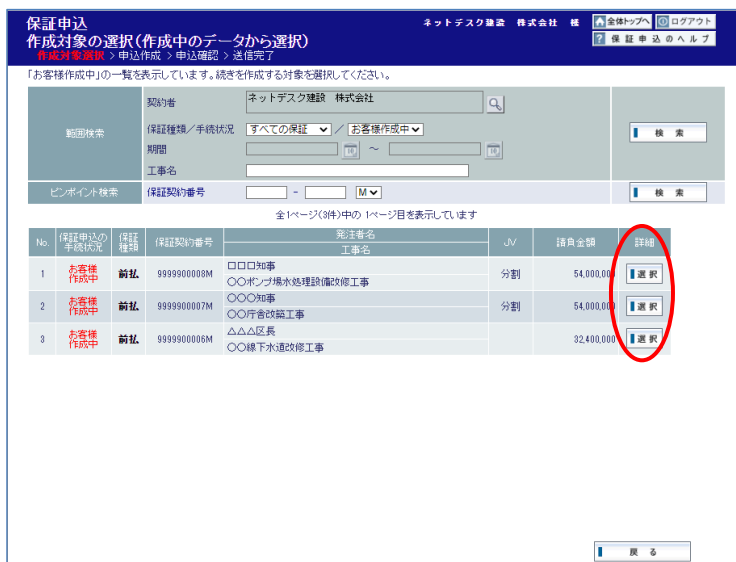 保証申込
ネットデスク建設　株式会社　様
全体トップへ
ログアウト
作成対象の選択(作成中のデータから選択)
? 保証申込のヘルプ
作成対象選択 > 申込作成 > 申込確認 > 送信完了
「お客様作成中」の一覧を表示しています。続きを作成する対象を選択してください。
範囲検索
契約者
ネットデスク建設　株式会社
保証種類／手続状況
すべての保証
／
お客様作成中
検　索
期間
～
工事名
ピンポイント検索
保証契約番号
-
M
検　索
全1ページ(3件)中の 1ページ目を表示しています
No.
保証申込の手続状況
保証種類
保証契約番号
発注者名
工事名
JV
請負金額
詳細
1 お客様作成中 前払 9999900008M
□□□知事
○○ポンプ場水処理設備改修工事
分割 54,000,000 選択
2 お客様作成中 前払 9999900007M
○○○知事
○○庁舎改築工事
分割 54,000,000 選択
3 お客様作成中 前払 9999900006M
△△△区長
○○線下水道改修工事
32,400,000 選択
戻る